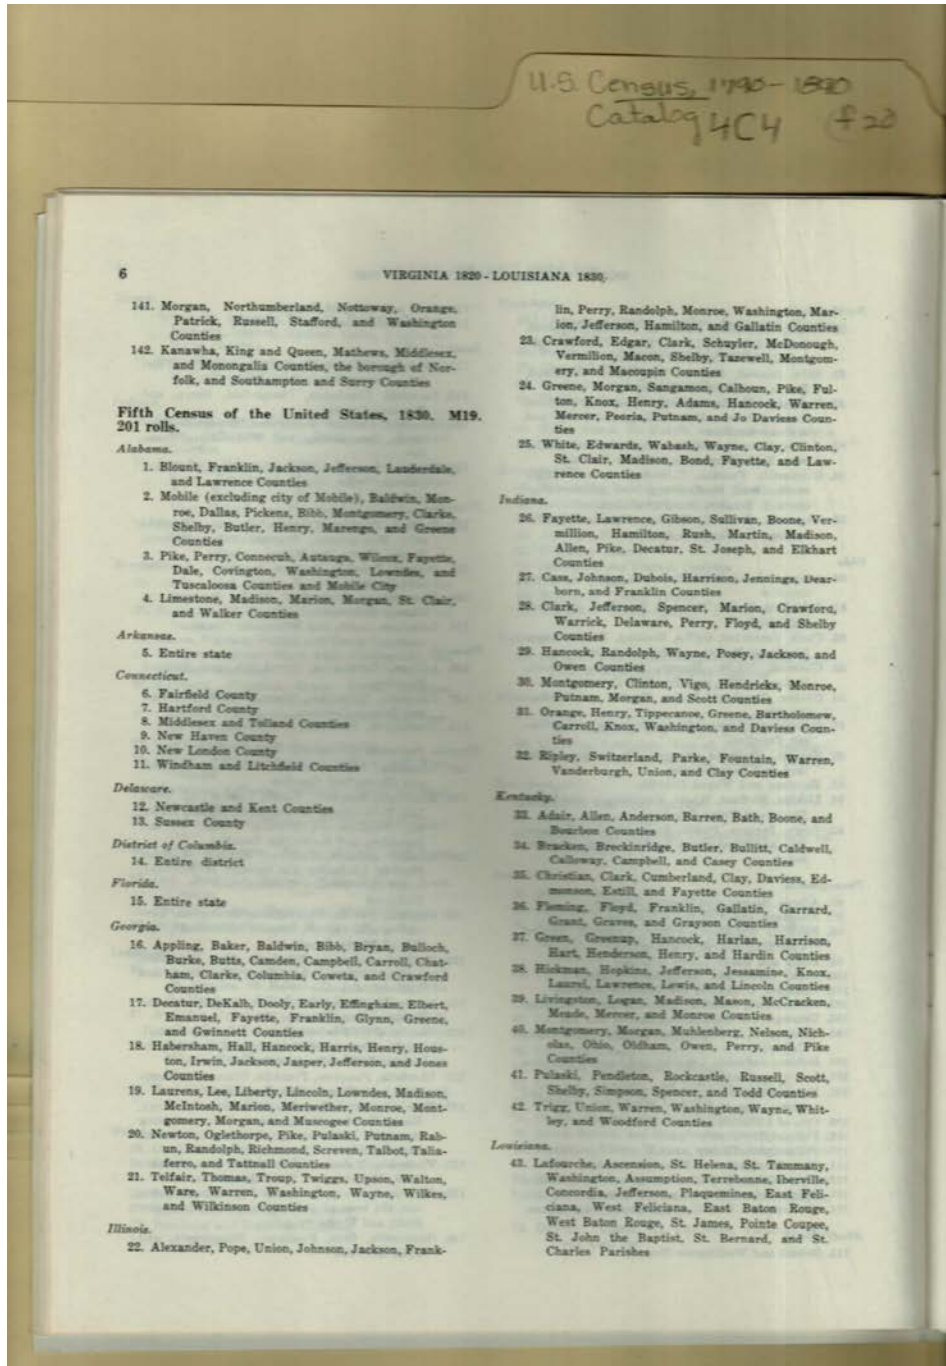 U.S. Census, 1790-1890
Catalog 4C4 f20
6
VIRGINIA 1820 - LOUISIANA 1830
141. Morgan, Northumberland, Nottoway, Orange,
Patrick, Russell, Stafford, and Washington
Counties
142. Kanawha, King and Queen, Mathews, Middlesex,
and Monongalia Counties, the borough of Nor-
folk, and Southampton and Surry Counties
Fifth Census of the United States, 1830. M19.
201 rolls.
Alabama.
1. Blount, Franklin, Jackson, Jefferson, Lauderdale,
and Lawrence Counties
2. Mobile (excluding city of Mobile), Baldwin, Mon-
roe, Dallas, Pickens, Bibb, Montgomery, Clarke,
Shelby, Butler, Henry, Marengo, and Greene
Counties
3. Pike, Perry, Connecuh, Autauga, Wilcox, Fayette,
Dale, Covington, Washington, Lowndes, and
Tuscaloosa Counties and Mobile City
4. Limestone, Madison, Marion, Morgan, St. Clair,
and Walker Counties
Arkansas.
5. Entire state
Connecticut.
6. Fairfield County
7. Hartford County
8. Middlesex and Tolland Counties
9. New Haven County
10. New London County
11. Windham and Litchfield Counties
Delaware.
12. Newcastle and Kent Counties
13. Sussex County
District of Columbia.
14. Entire district
Florida.
15. Entire state
Georgia.
16. Appling, Baker, Baldwin, Bibb, Bryan, Bulloch,
Burke, Butts, Camden, Campbell, Carroll, Chat-
ham, Clarke, Columbia, Coweta, and Crawford
Counties
17. Decatur, DeKalb, Dooly, Early, Effingham, Elbert,
Emanuel, Fayette, Franklin, Glynn, Greene,
and Gwinnett Counties
18. Habersham, Hall, Hancock, Harris, Henry, Hous-
ton, Irwin, Jackson, Jasper, Jefferson, and Jones
Counties
19. Laurens, Lee, Liberty, Lincoln, Lowndes, Madison,
McIntosh, Marion, Meriwether, Monroe, Mont-
gomery, Morgan, and Muscogee Counties
20. Newton, Oglethorpe, Pike, Pulaski, Putnam, Rab-
un, Randolph, Richmond, Screven, Talbot, Talia-
ferro, and Tattnall Counties
21. Telfair, Thomas, Troup, Twiggs, Upson, Walton,
Ware, Warren, Washington, Wayne, Wilkes,
and Wilkinson Counties
Illinois.
22. Alexander, Pope, Union, Johnson, Jackson, Frank-
lin, Perry, Randolph, Monroe, Washington, Mar-
ion, Jefferson, Hamilton, and Gallatin Counties
23. Crawford, Edgar, Clark, Schuyler, McDonough,
Vermilion, Macon, Shelby, Tazewell, Montgom-
ery, and Macoupin Counties
24. Greene, Morgan, Sangamon, Calhoun, Pike, Ful-
ton, Knox, Henry, Adams, Hancock, Warren,
Mercer, Peoria, Putnam, and Jo Daviess Coun-
ties
25. White, Edwards, Wabash, Wayne, Clay, Clinton,
St. Clair, Madison, Bond, Fayette, and Law-
rence Counties
Indiana.
26. Fayette, Lawrence, Gibson, Sullivan, Boone, Ver-
million, Hamilton, Rush, Martin, Madison,
Allen, Pike, Decatur, St. Joseph, and Elkhart
Counties
27. Cass, Johnson, Dubois, Harrison, Jennings, Dear-
born, and Franklin Counties
28. Clark, Jefferson, Spencer, Marion, Crawford,
Warrick, Delaware, Perry, Floyd, and Shelby
Counties
29. Hancock, Randolph, Wayne, Posey, Jackson, and
Owen Counties
30. Montgomery, Clinton, Vigo, Hendricks, Monroe,
Putnam, Morgan, and Scott Counties
31. Orange, Henry, Tippecanoe, Greene, Bartholomew,
Carroll, Knox, Washington, and Daviess Coun-
ties
32. Ripley, Switzerland, Parke, Fountain, Warren,
Vanderburgh, Union, and Clay Counties
Kentucky.
33. Adair, Allen, Anderson, Barren, Bath, Boone, and
Bourbon Counties
34. Bracken, Breckinridge, Butler, Bullitt, Caldwell,
Calloway, Campbell, and Casey Counties
35. Christian, Clark, Cumberland, Clay, Daviess, Ed-
monson, Estill, and Fayette Counties
36. Fleming, Floyd, Franklin, Gallatin, Garrard,
Grant, Graves, and Grayson Counties
37. Green, Greenup, Hancock, Harlan, Harrison,
Hart, Henderson, Henry, and Hardin Counties
38. Hickman, Hopkins, Jefferson, Jessamine, Knox,
Laurel, Lawrence, Lewis, and Lincoln Counties
39. Livingston, Logan, Madison, Mason, McCracken,
Meade, Mercer, and Monroe Counties
40. Montgomery, Morgan, Muhlenberg, Nelson, Nich-
olas, Ohio, Oldham, Owen, Perry, and Pike
Counties
41. Pulaski, Pendleton, Rockcastle, Russell, Scott,
Shelby, Simpson, Spencer, and Todd Counties
42. Trigg, Union, Warren, Washington, Wayne, Whit-
ley, and Woodford Counties
Louisiana.
43. Lafourche, Ascension, St. Helena, St. Tammany,
Washington, Assumption, Terrebonne, Iberville,
Concordia, Jefferson, Plaquemines, East Feli-
ciana, West Feliciana, East Baton Rouge,
West Baton Rouge, St. James, Pointe Coupee,
St. John the Baptist, St. Bernard, and St.
Charles Parishes